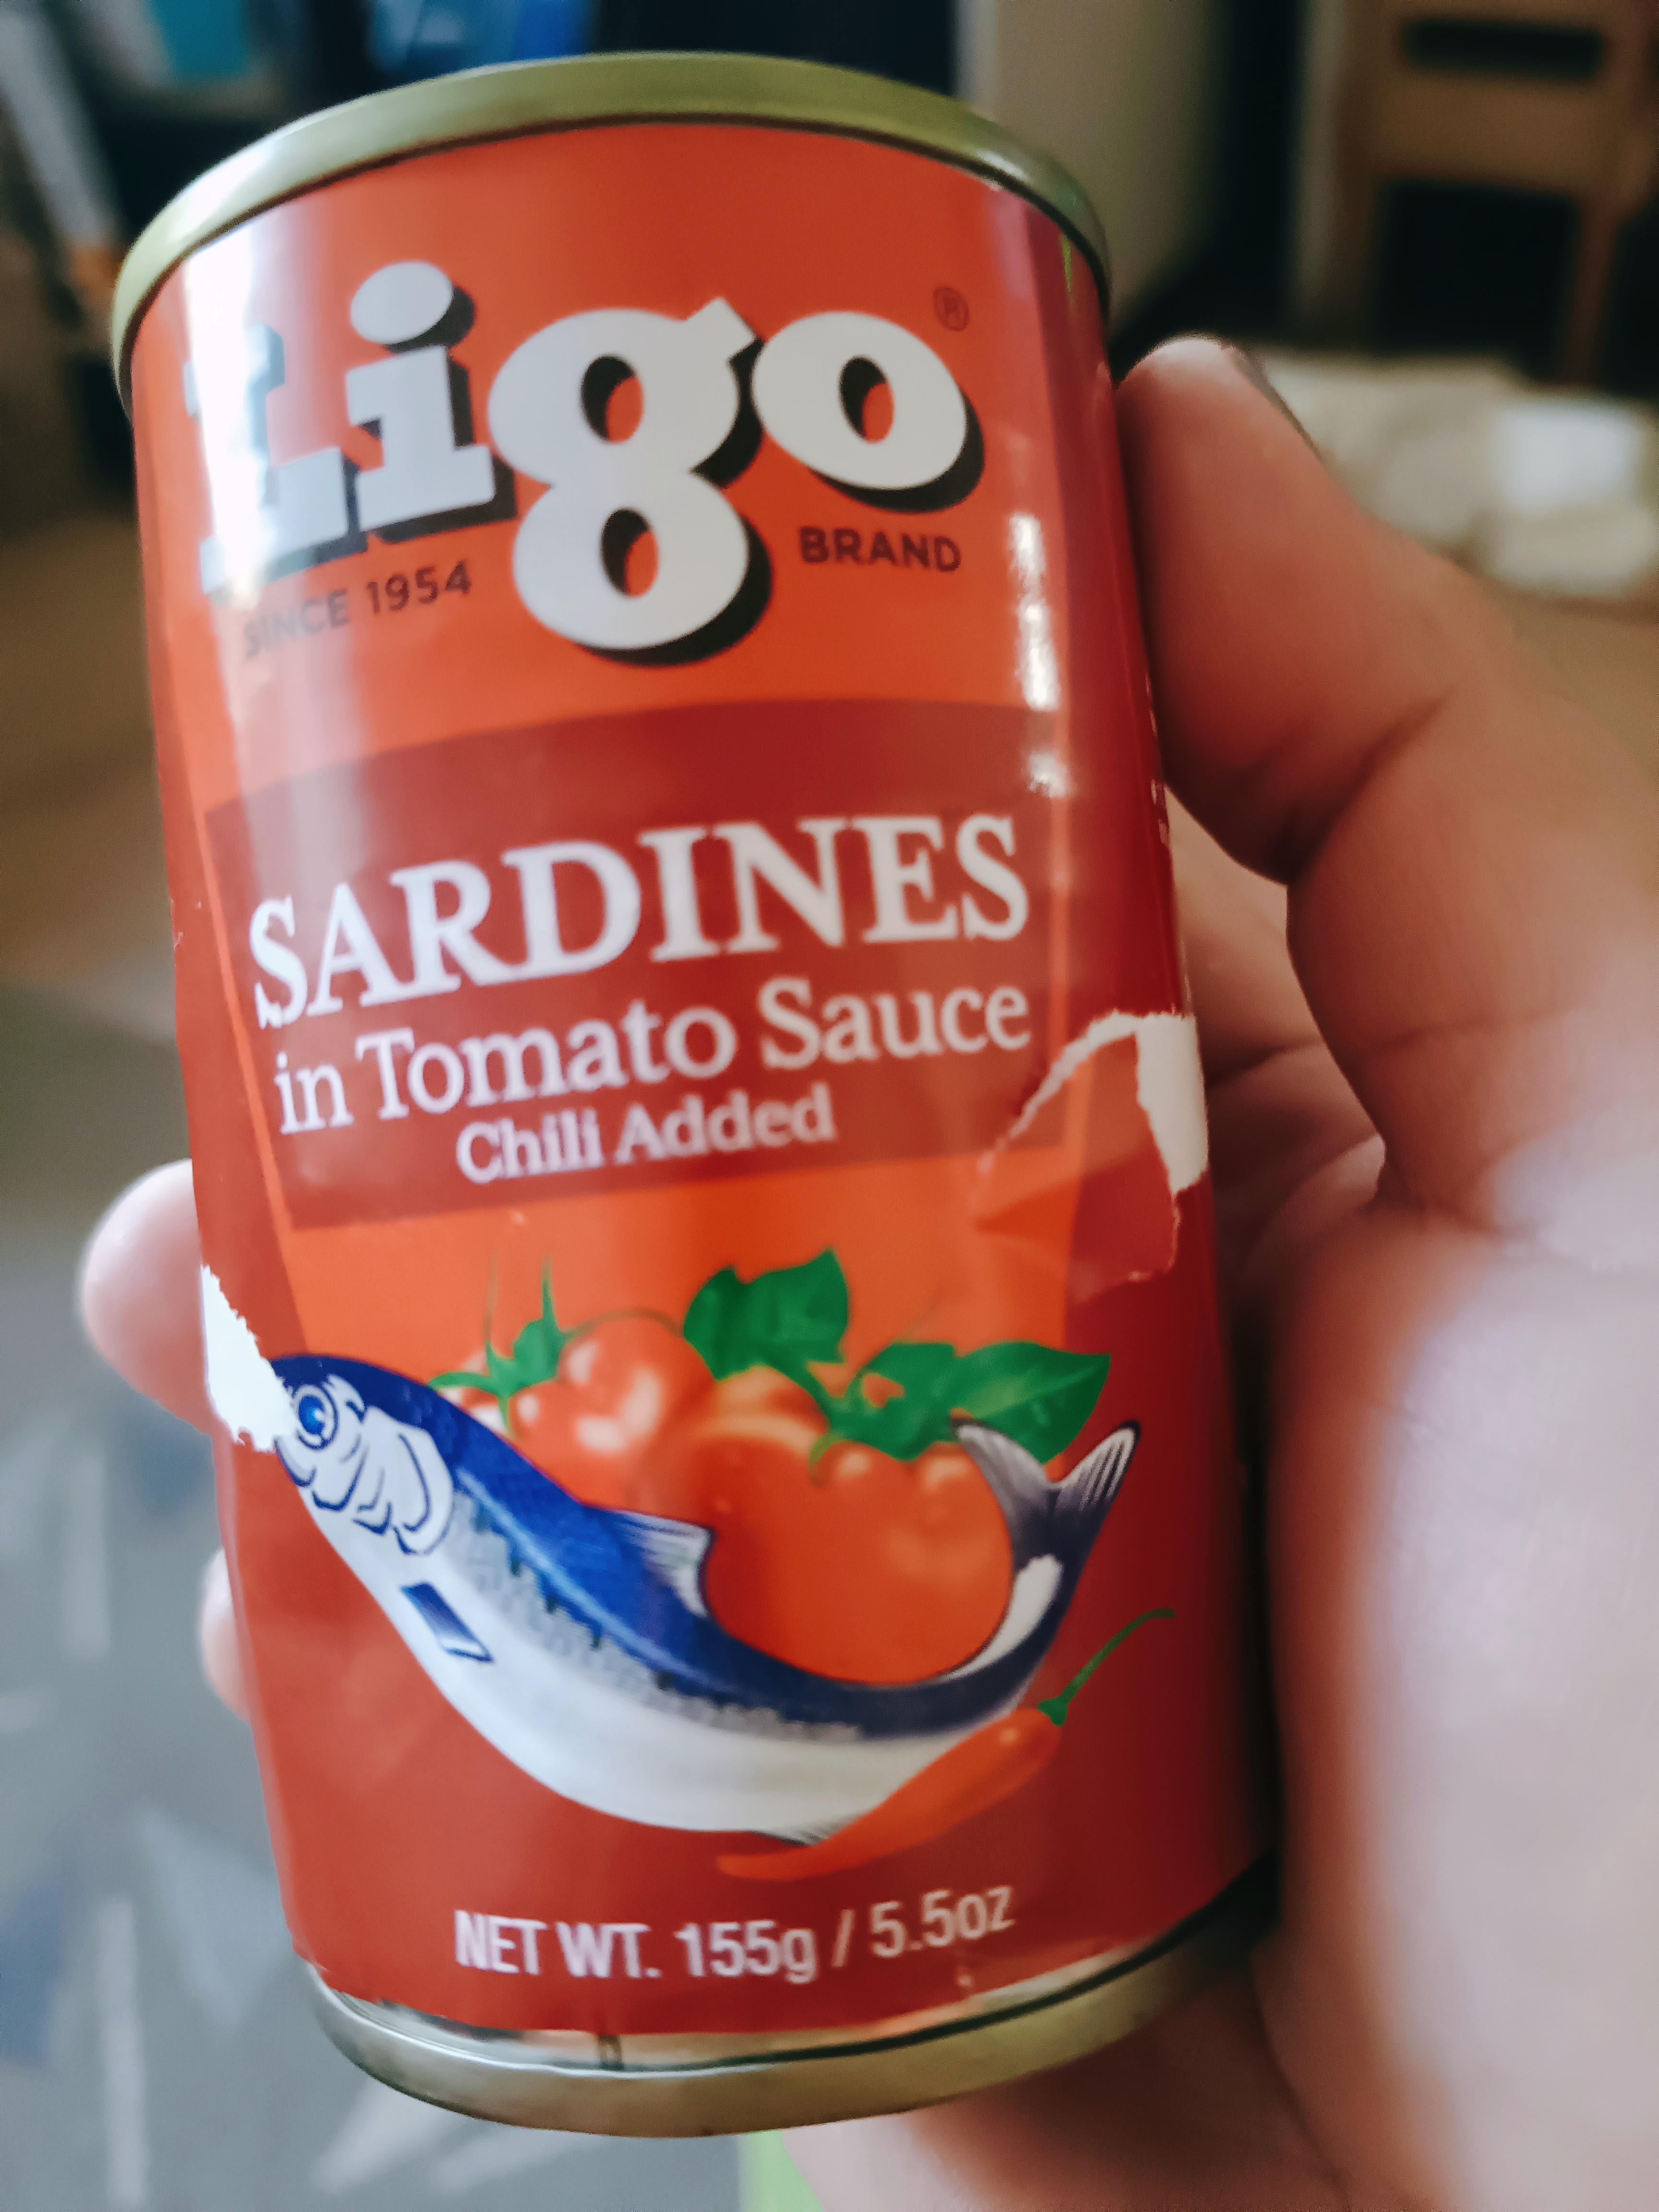 Ligo®
SINCE 1954
BRAND
SARDINES
in Tomato Sauce
Chili Added
NET WT. 155g / 5.5oz